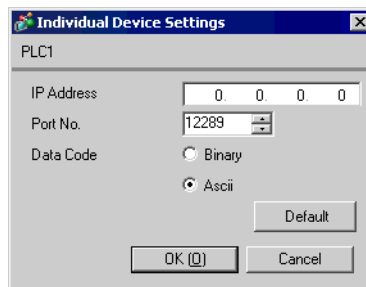 Individual Device Settings
PLC1
IP Address 0. 0. 0. 0
Port No. 12289
Data Code Binary
Ascii
Default
OK (O) Cancel